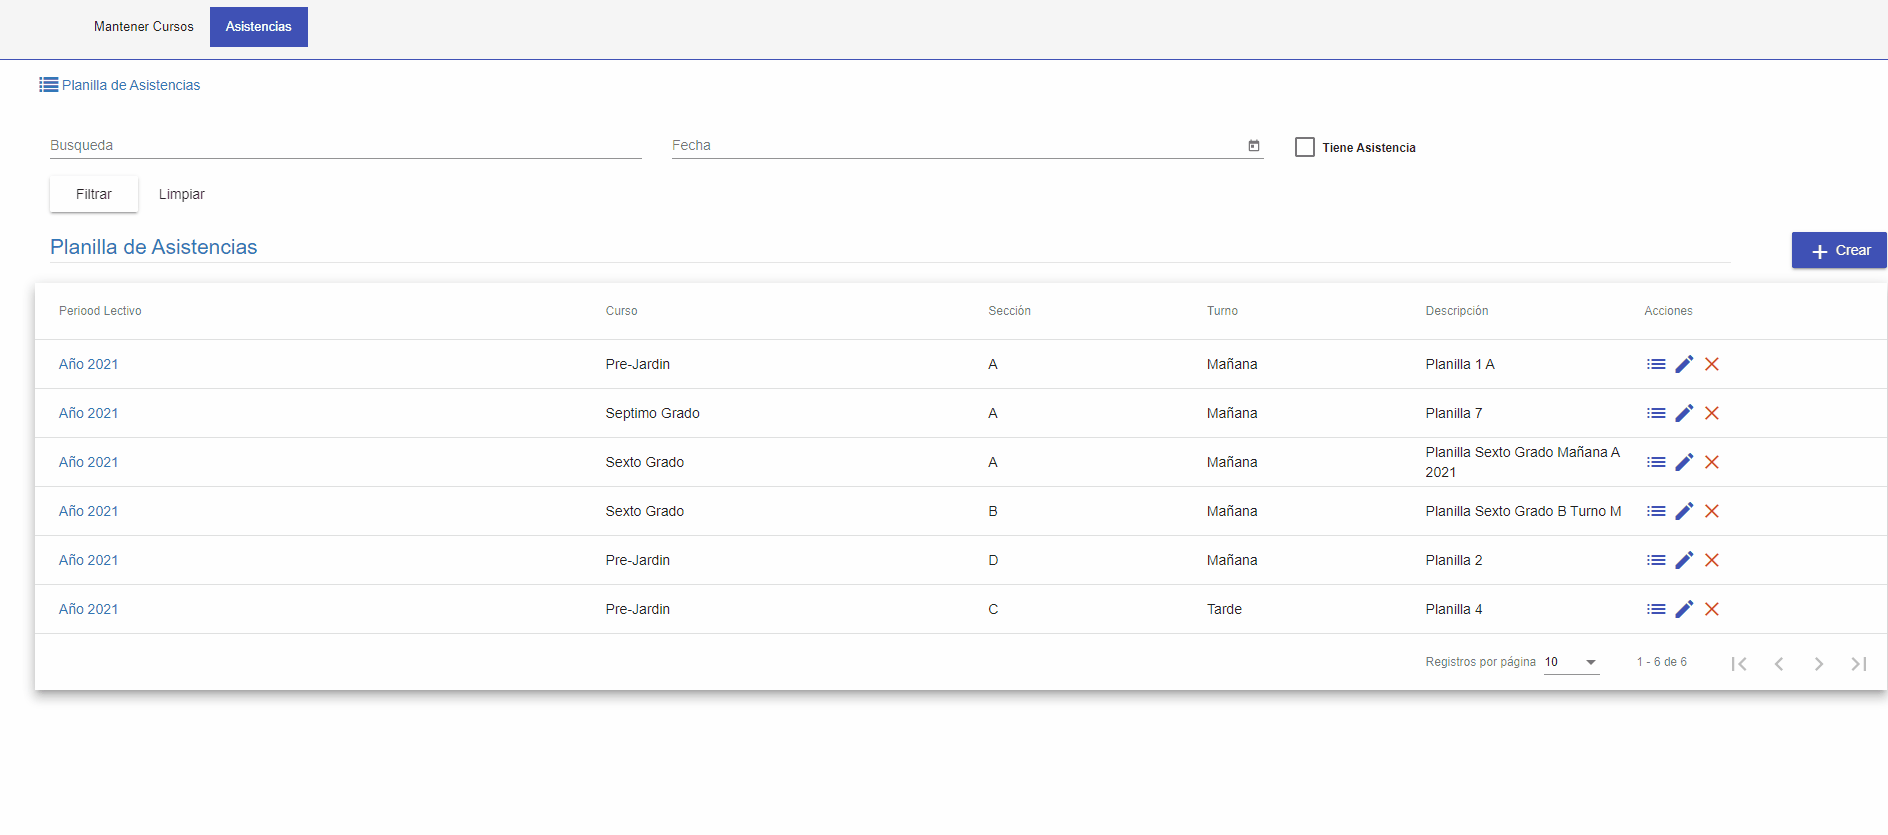 Mantener Cursos Asistencias
Planilla de Asistencias
Busqueda Fecha Tiene Asistencia
Filtrar Limpiar
Planilla de Asistencias Crear
Periood Lectivo Curso Sección Turno Descripción Acciones
Año 2021 Pre-Jardin A Mañana Planilla 1 A
Año 2021 Septimo Grado A Mañana Planilla 7
Año 2021 Sexto Grado A Mañana Planilla Sexto Grado Mañana A
2021
Año 2021 Sexto Grado B Mañana Planilla Sexto Grado B Turno M
Año 2021 Pre-Jardin D Mañana Planilla 2
Año 2021 Pre-Jardin C Tarde Planilla 4
Registros por página 10 1 - 6 de 6